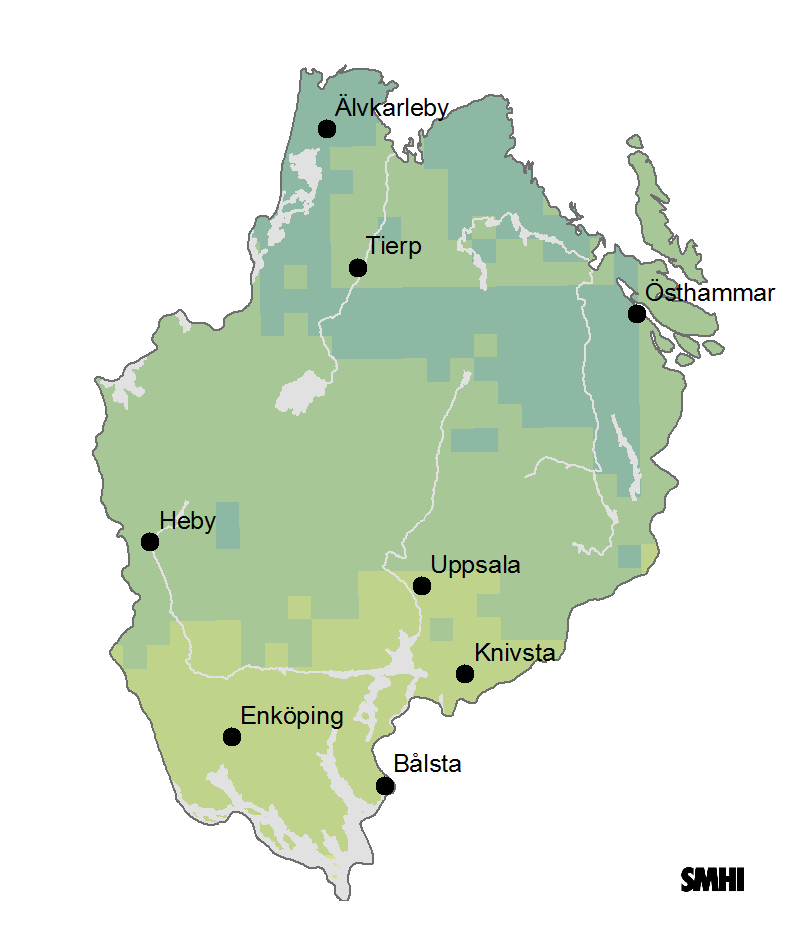 Älvkarleby
Tierp
Östhammar
Heby
Uppsala
Knivsta
Enköping
Bålsta
SMHI